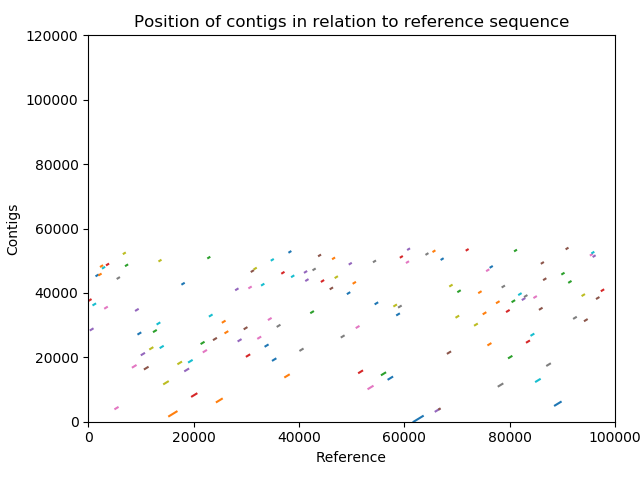 Position of contigs in relation to reference sequence
120000
100000
80000
60000
40000
20000
0
Contigs
0 20000 40000 60000 80000 100000
Reference